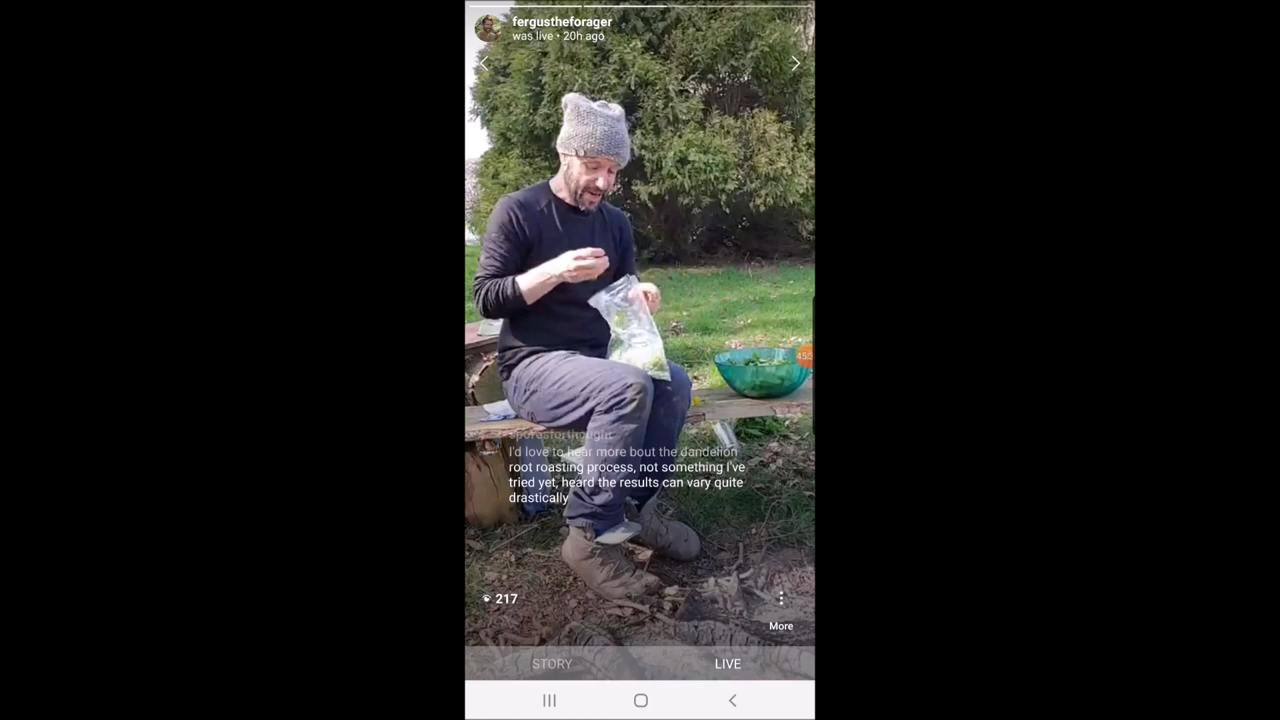 fergustheforager
was live • 20h ago
sporesforthought
I'd love to hear more bout the dandelion
root roasting process, not something I've
tried yet, heard the results can vary quite
drastically
217
More
STORY
LIVE